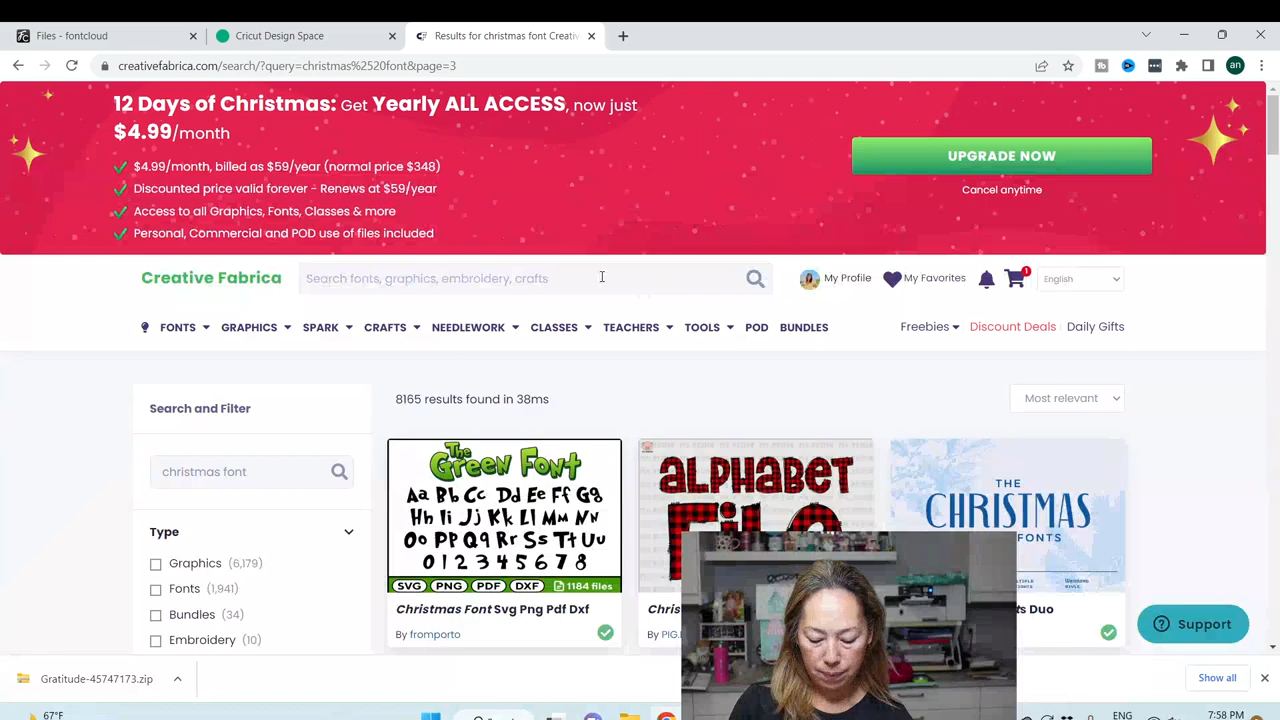 Files - fontcloud
Cricut Design Space
Results for christmas font Creativ
creativefabrica.com/search/?query=christmas%2520font&page=3
an
12 Days of Christmas: Get Yearly ALL ACCESS, now just
$4.99/month
$4.99/month, billed as $59/year (normal price $348)
Discounted price valid forever - Renews at $59/year
Access to all Graphics, Fonts, Classes & more
Personal, Commercial and POD use of files included
UPGRADE NOW
Cancel anytime
Creative Fabrica
Search fonts, graphics, embroidery, crafts
My Profile
My Favorites
1
English
FONTS
GRAPHICS
SPARK
CRAFTS
NEEDLEWORK
CLASSES
TEACHERS
TOOLS
POD
BUNDLES
Freebies
Discount Deals
Daily Gifts
Search and Filter
8165 results found in 38ms
Most relevant
christmas font
Type
Graphics (6,179)
Fonts (1,941)
Bundles (34)
Embroidery (10)
The Green Font
Aa Bb Cc Dd Ee Ff Gg
Hh Ii Jj Kk Ll Mm Nn
Oo PP Qq Rr Ss Tt Uu
0 1 2 3 4 5 6 7 8
SVG PNG PDF DXF 1184 files
Christmas Font Svg Png Pdf Dxf
By fromporto
ALPHABET
By PIG.
THE
CHRISTMAS
FONTS
Duo
Support
Gratitude-45747173.zip
Show all
67°F
ENG
7:58 PM